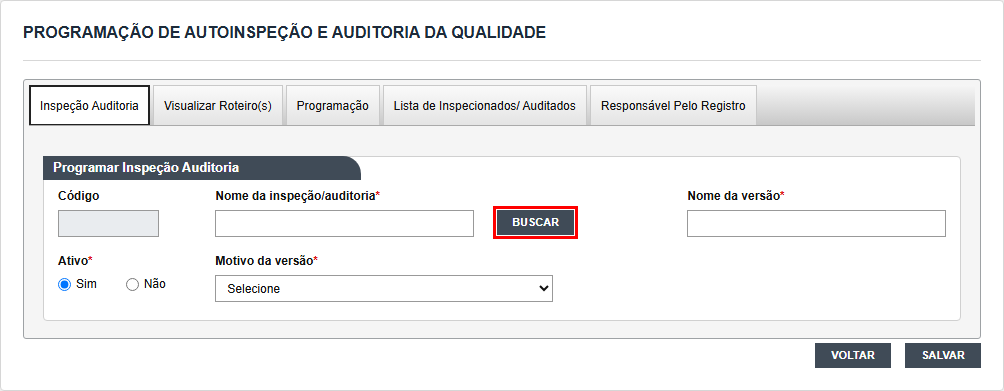 PROGRAMAÇÃO DE AUTOINSPEÇÃO E AUDITORIA DA QUALIDADE
Inspeção Auditoria Visualizar Roteiro(s) Programação Lista de Inspecionados/ Auditados Responsável Pelo Registro
Programar Inspeção Auditoria
Código Nome da inspeção/auditoria* Nome da versão*
BUSCAR
Ativo* Motivo da versão*
Sim Não Selecione
VOLTAR SALVAR